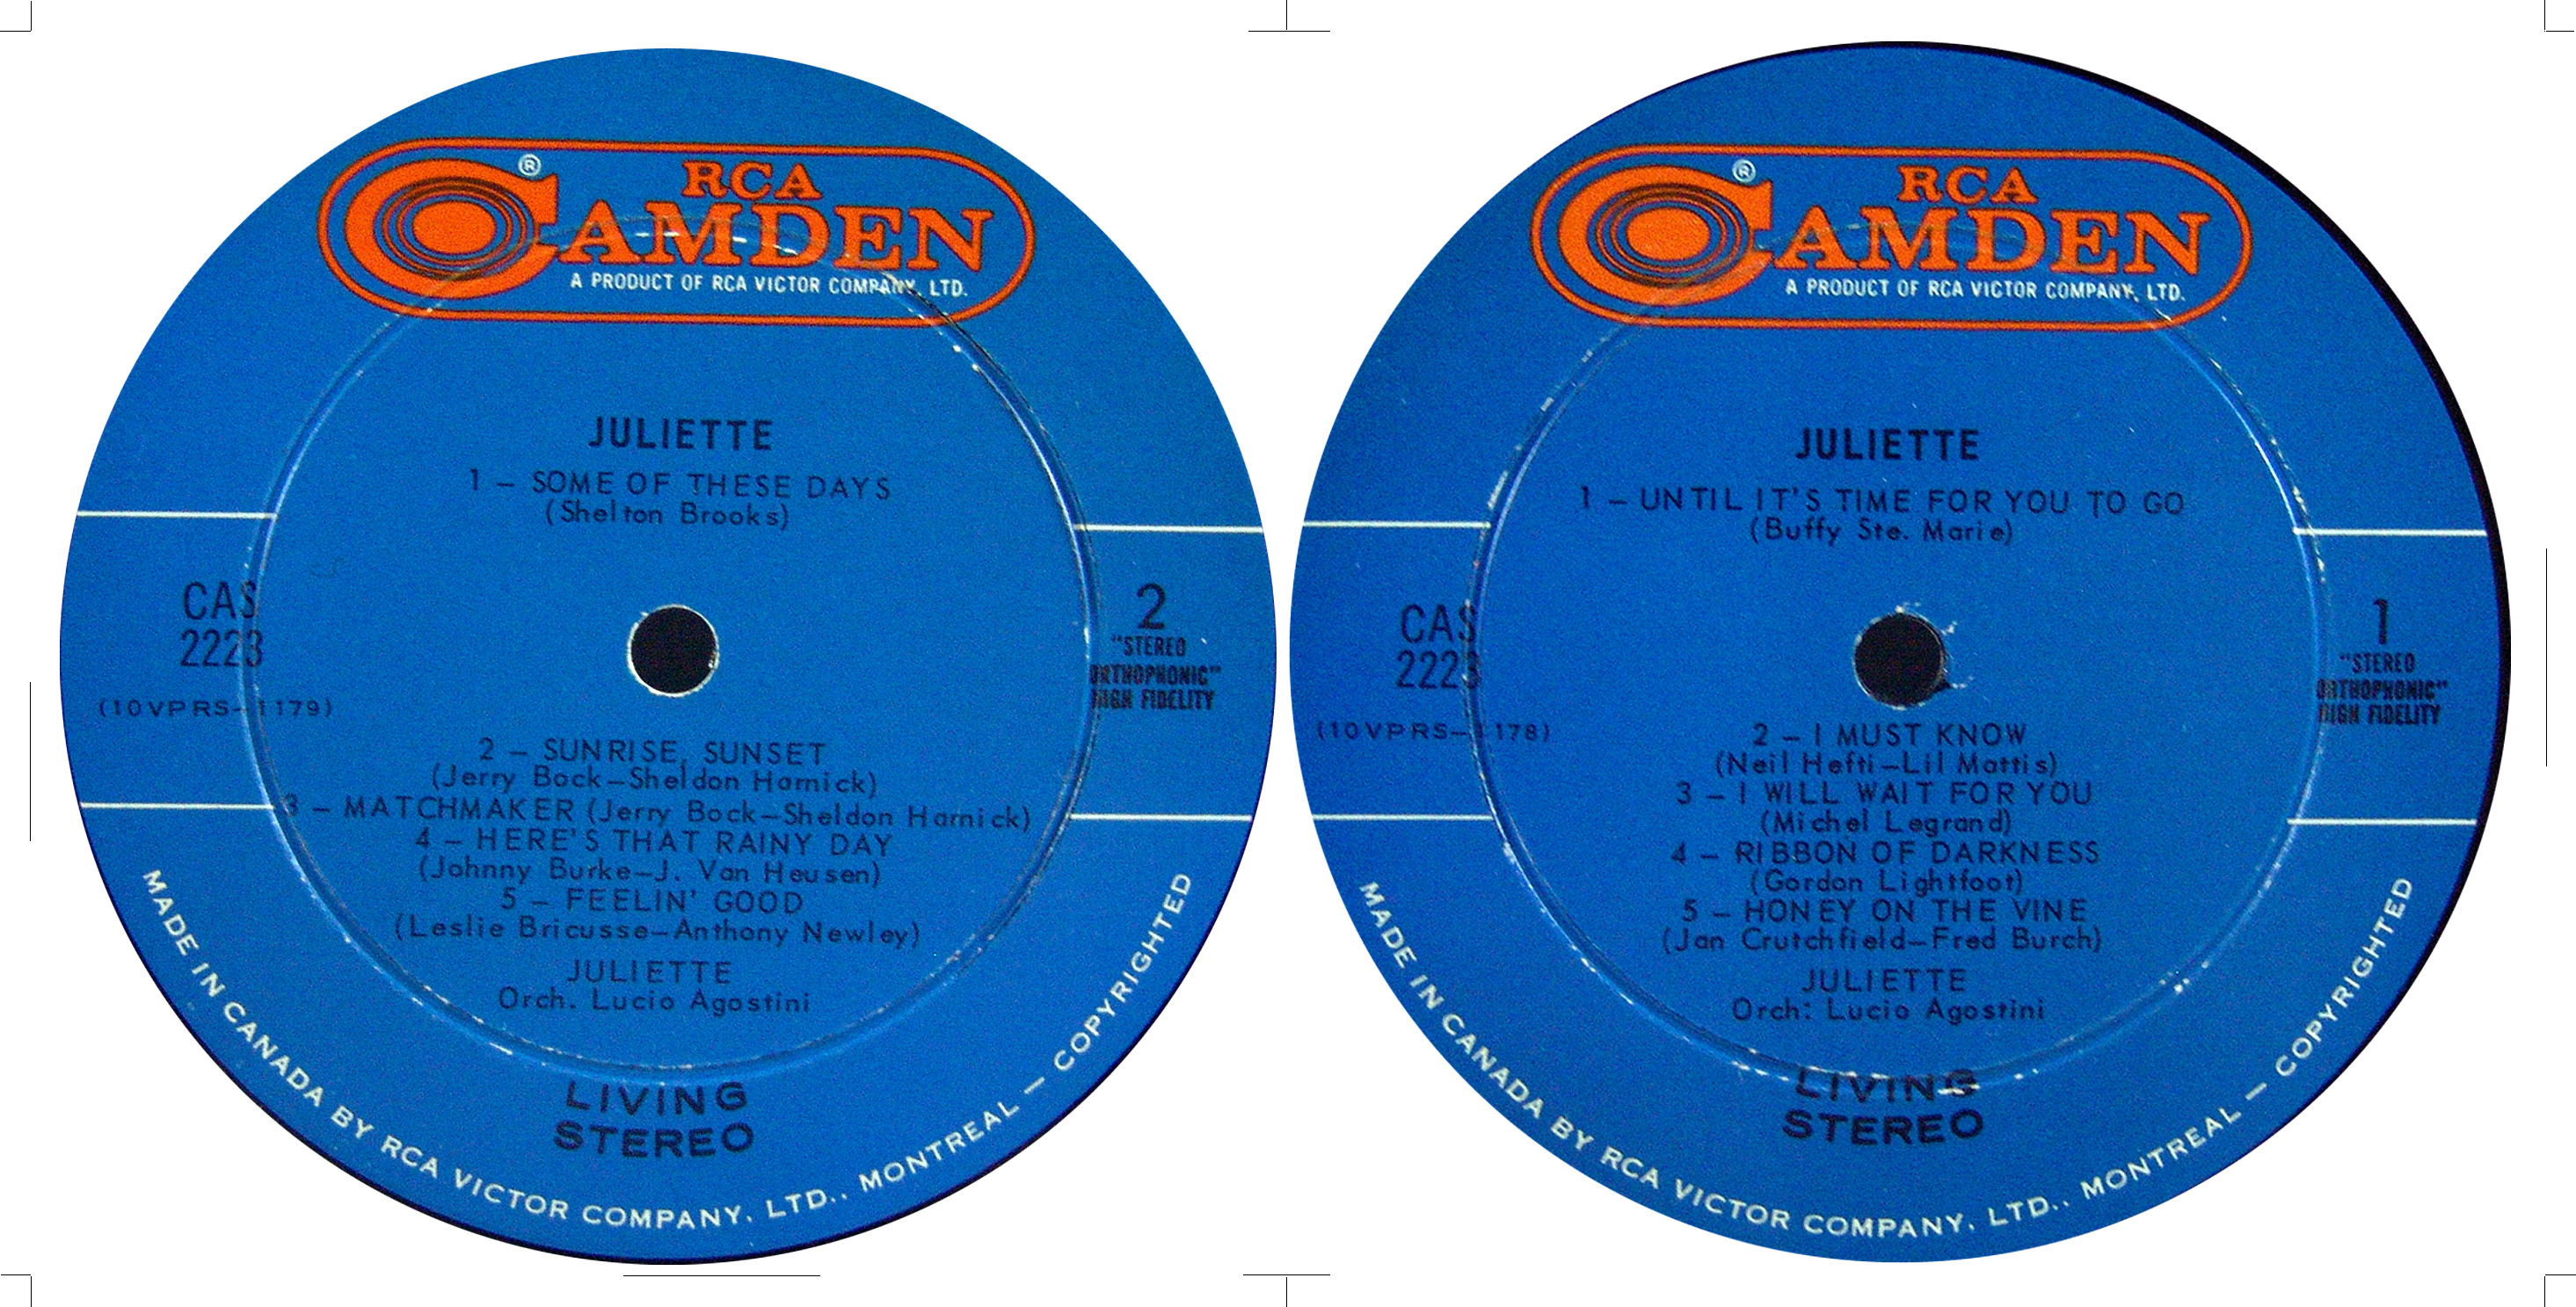 ®
RCA
CAMDEN
A PRODUCT OF RCA VICTOR COMPANY, LTD.
JULIETTE
1 – SOME OF THESE DAYS
(Shelton Brooks)
CAS
2223
(10VPRS–1179)
2
"STEREO
ORTHOPHONIC"
HIGH FIDELITY
2 – SUNRISE, SUNSET
(Jerry Bock–Sheldon Harnick)
3 – MATCHMAKER (Jerry Bock–Sheldon Harnick)
4 – HERE'S THAT RAINY DAY
(Johnny Burke–J. Van Heusen)
5 – FEELIN' GOOD
(Leslie Bricusse–Anthony Newley)
JULIETTE
Orch. Lucio Agostini
LIVING
STEREO
MADE IN CANADA BY RCA VICTOR COMPANY, LTD., MONTREAL — COPYRIGHTED
®
RCA
CAMDEN
A PRODUCT OF RCA VICTOR COMPANY, LTD.
JULIETTE
1 – UNTIL IT'S TIME FOR YOU TO GO
(Buffy Ste. Marie)
CAS
2223
(10VPRS–1178)
1
"STEREO
ORTHOPHONIC"
HIGH FIDELITY
2 – I MUST KNOW
(Neil Hefti–Lil Mattis)
3 – I WILL WAIT FOR YOU
(Michel Legrand)
4 – RIBBON OF DARKNESS
(Gordon Lightfoot)
5 – HONEY ON THE VINE
(Jan Crutchfield–Fred Burch)
JULIETTE
Orch: Lucio Agostini
LIVING
STEREO
MADE IN CANADA BY RCA VICTOR COMPANY, LTD., MONTREAL — COPYRIGHTED